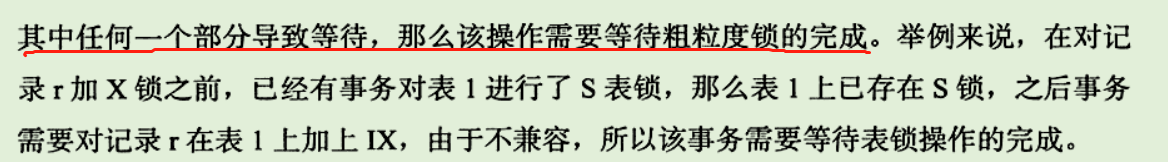 其中任何一个部分导致等待，那么该操作需要等待粗粒度锁的完成。举例来说，在对记
录 r 加 X 锁之前，已经有事务对表 1 进行了 S 表锁，那么表 1 上已存在 S 锁，之后事务
需要对记录 r 在表 1 上加上 IX，由于不兼容，所以该事务需要等待表锁操作的完成。